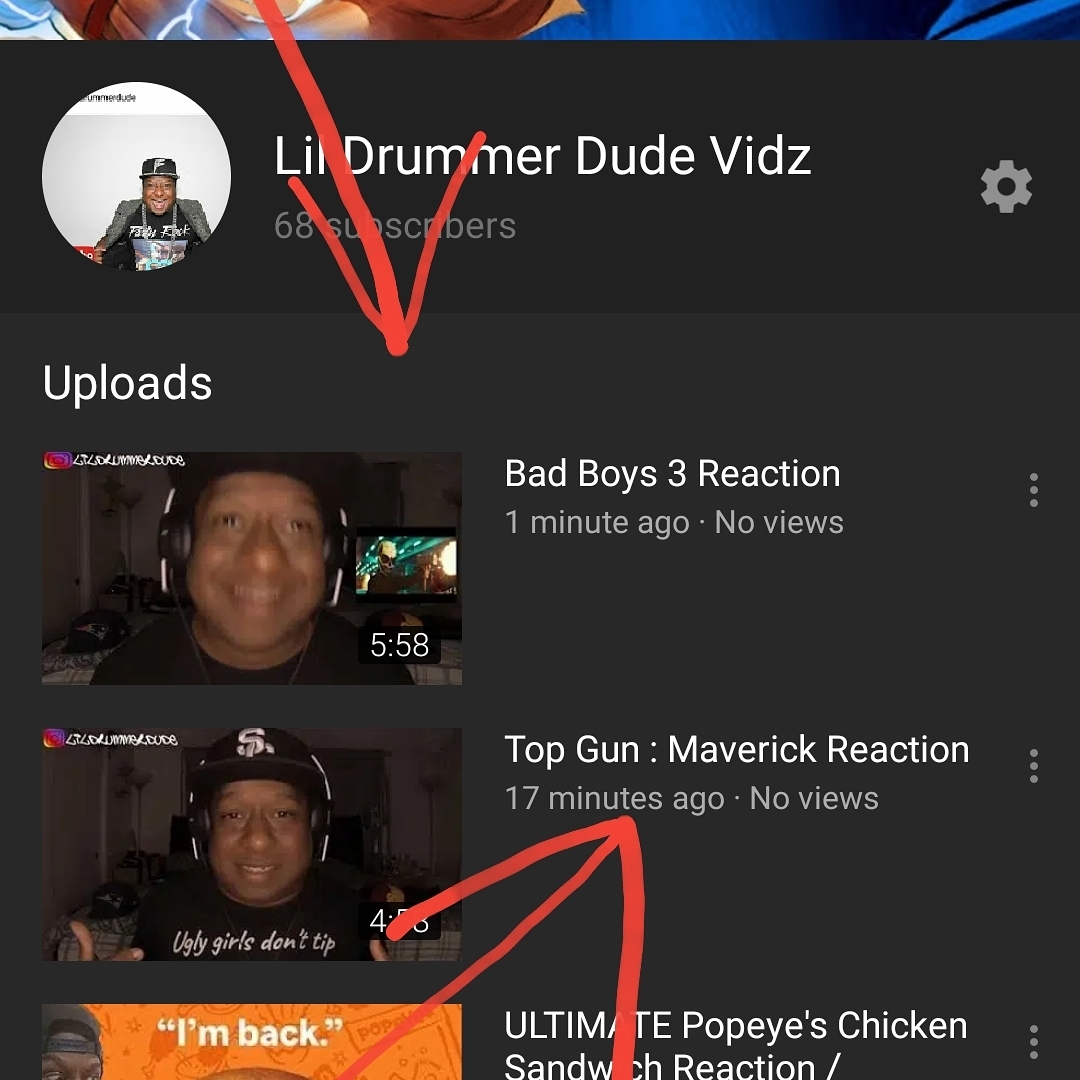 rummerdude
Lil Drummer Dude Vidz
68 subscribers
Uploads
LILDRUMMERDUDE
5:58
Bad Boys 3 Reaction
1 minute ago · No views
LILDRUMMERDUDE
Ugly girls don't tip
4:58
Top Gun : Maverick Reaction
17 minutes ago · No views
"I'm back."
ULTIMATE Popeye's Chicken
Sandwich Reaction /